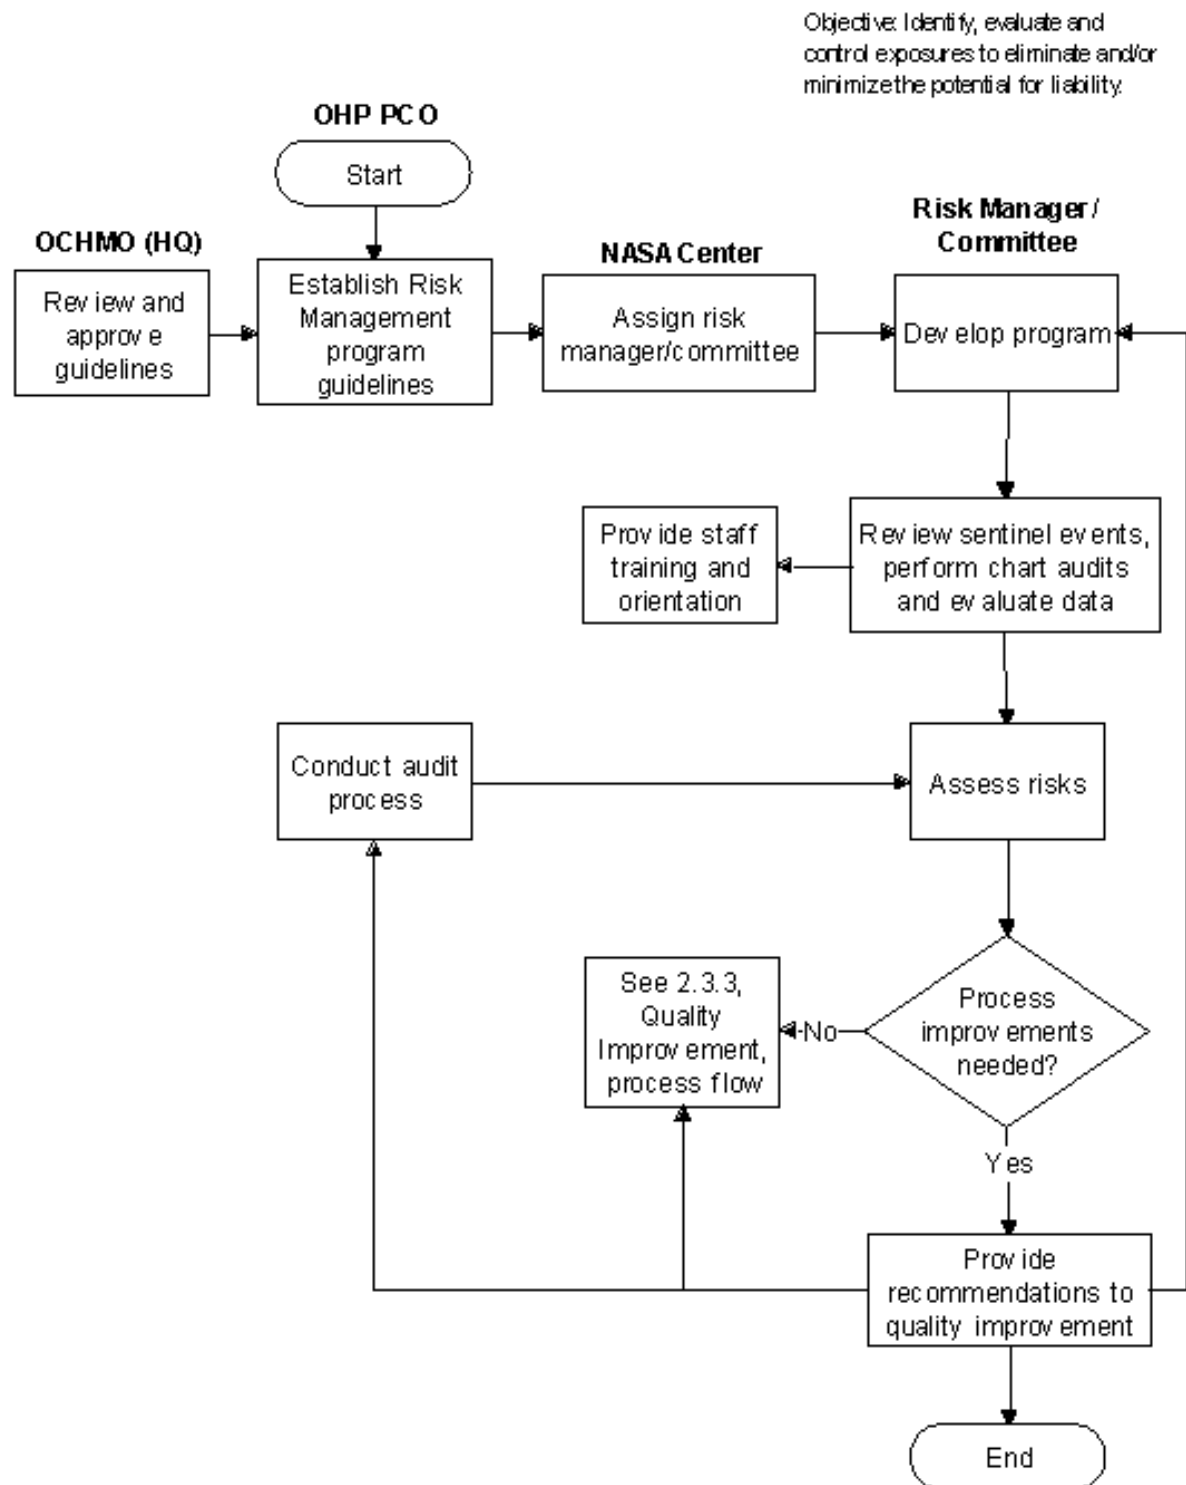 Objective: Identify, evaluate and
control exposures to eliminate and/or
minimize the potential for liability.
OHP PCO
Start
OCHMO (HQ)
Review and
approve
guidelines
Establish Risk
Management
program
guidelines
NASA Center
Assign risk
manager/committee
Risk Manager/
Committee
Develop program
Provide staff
training and
orientation
Review sentinel events,
perform chart audits
and evaluate data
Conduct audit
process
Assess risks
See 2.3.3,
Quality
Improvement,
process flow
No
Process
improvements
needed?
Yes
Provide
recommendations to
quality improvement
End